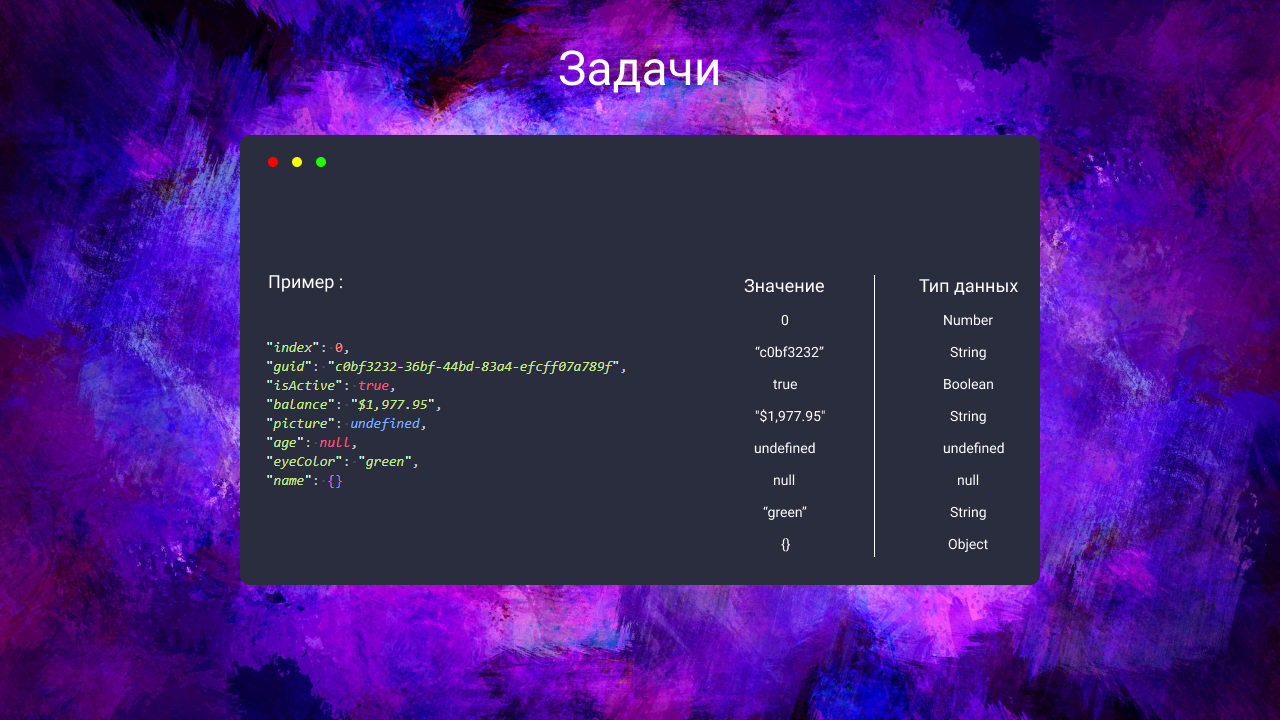 Задачи
Пример :
"index": 0,
"guid": "c0bf3232-36bf-44bd-83a4-efcff07a789f",
"isActive": true,
"balance": "$1,977.95",
"picture": undefined,
"age": null,
"eyeColor": "green",
"name": {}
Значение Тип данных
0 Number
“c0bf3232” String
true Boolean
"$1,977.95" String
undefined undefined
null null
“green” String
{} Object